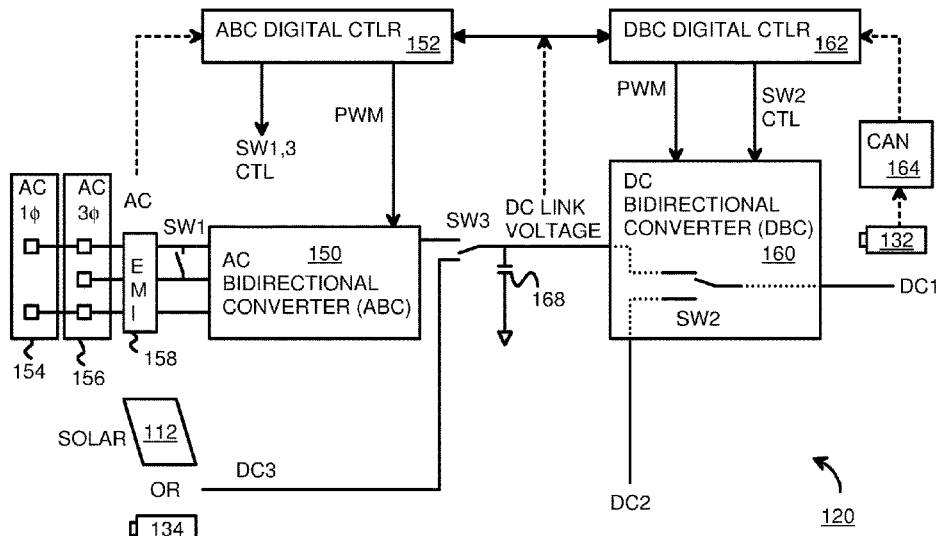 ABC DIGITAL CTLR 152
DBC DIGITAL CTLR 162
PWM
SW1,3
CTL
PWM
SW2
CTL
CAN
164
132
AC
1ϕ
AC
3ϕ
AC
E
M
I
SW1
150
AC
BIDIRECTIONAL
CONVERTER (ABC)
SW3
DC LINK
VOLTAGE
168
DC
BIDIRECTIONAL
CONVERTER (DBC)
160
SW2
DC1
154
156
158
SOLAR
112
OR
134
DC3
DC2
120